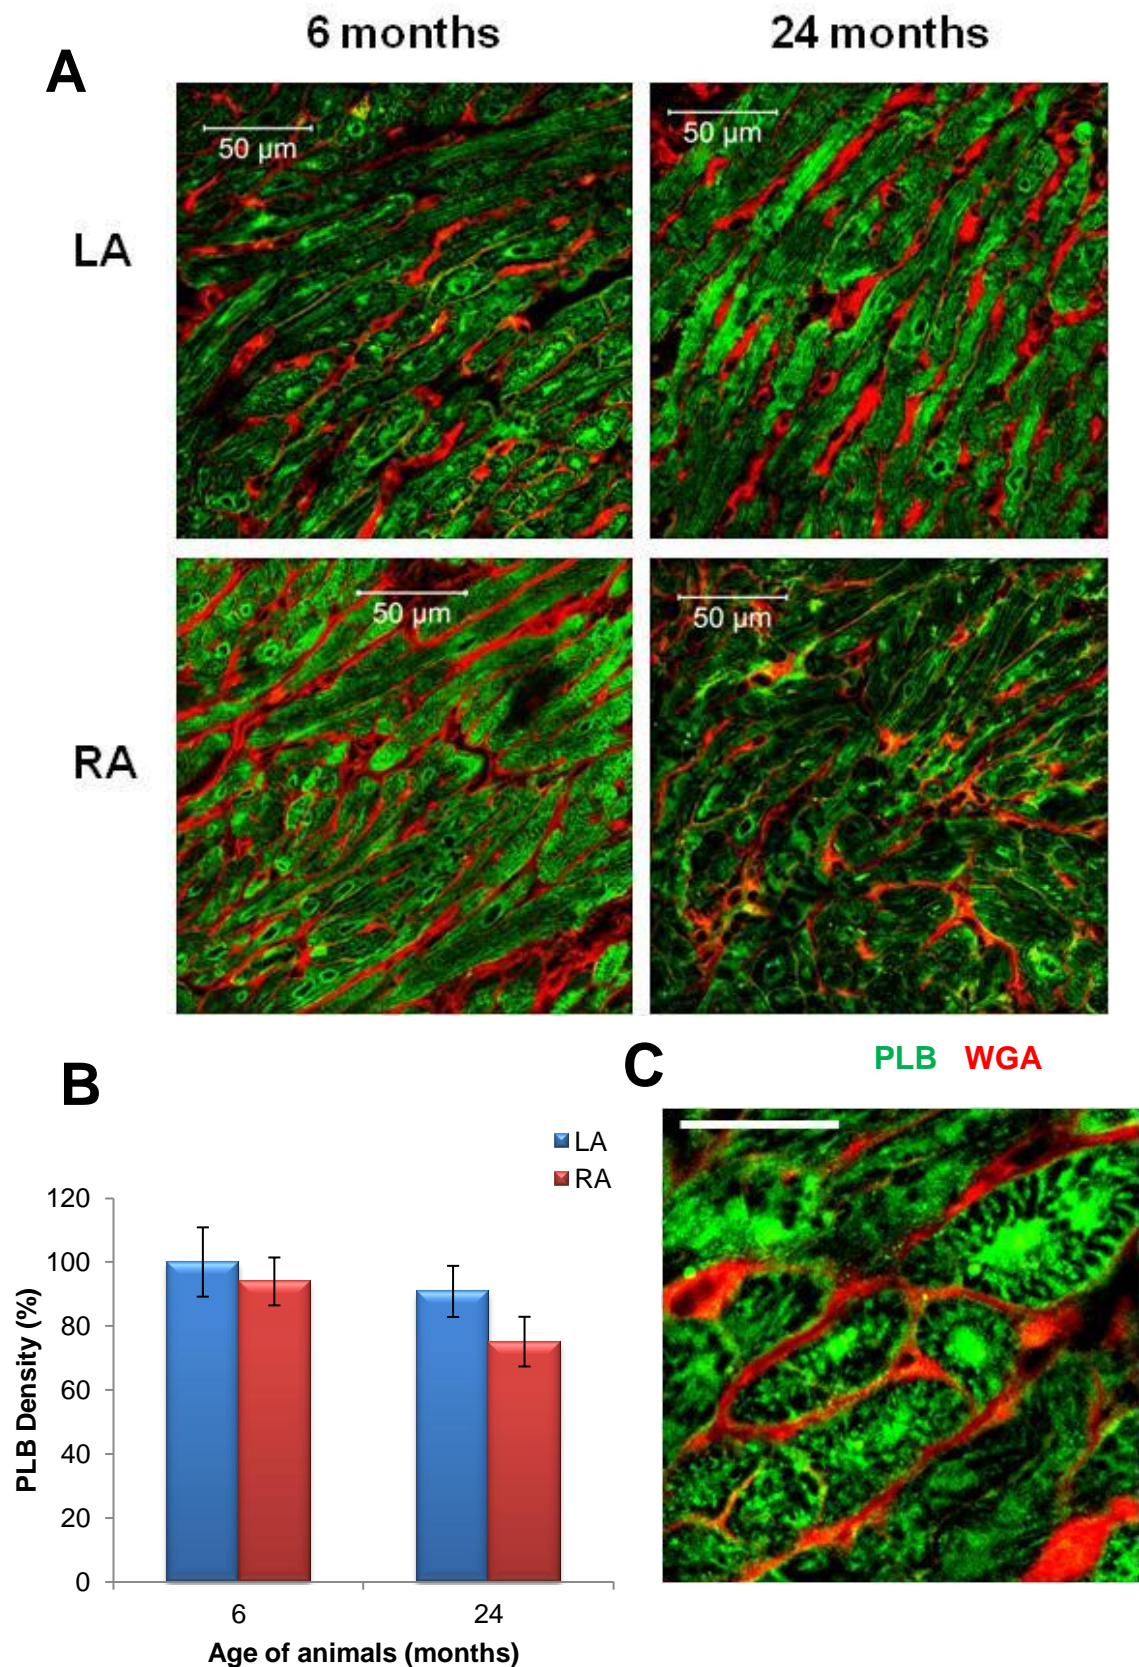 6 months 24 months
A
50 µm 50 µm
LA
50 µm 50 µm
RA
B
C
PLB WGA
LA
RA
120
100
80
60
40
20
0
PLB Density (%)
6 24
Age of animals (months)